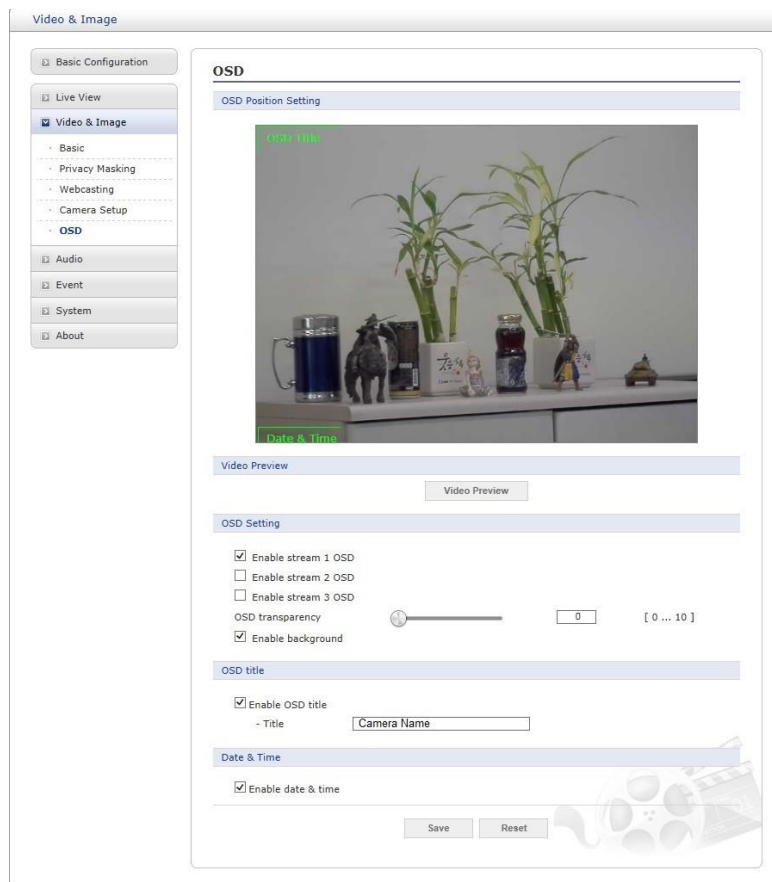 Video & Image
Basic Configuration
Live View
Video & Image
Basic
Privacy Masking
Webcasting
Camera Setup
OSD
Audio
Event
System
About
OSD
OSD Position Setting
OSD Title
Date & Time
Video Preview
Video Preview
OSD Setting
Enable stream 1 OSD
Enable stream 2 OSD
Enable stream 3 OSD
OSD transparency 0 [ 0 ... 10 ]
Enable background
OSD title
Enable OSD title
- Title Camera Name
Date & Time
Enable date & time
Save Reset